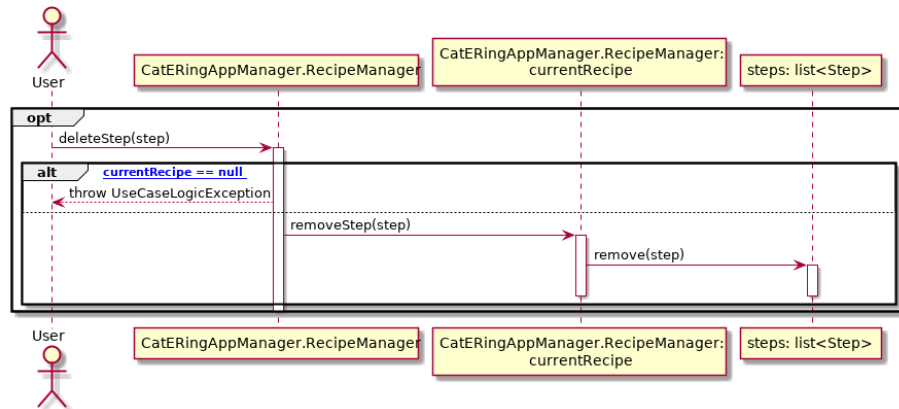 User
CatERingAppManager.RecipeManager
CatERingAppManager.RecipeManager:
currentRecipe
steps: list<Step>
opt
deleteStep(step)
alt
currentRecipe == null
throw UseCaseLogicException
removeStep(step)
remove(step)
User
CatERingAppManager.RecipeManager
CatERingAppManager.RecipeManager:
currentRecipe
steps: list<Step>